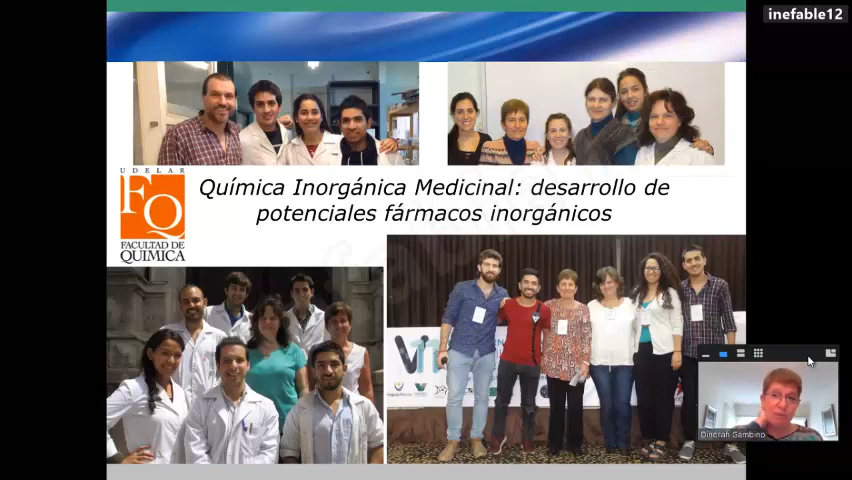 inefable12
UDELAR
FQ
FACULTAD DE
QUIMICA
Química Inorgánica Medicinal: desarrollo de
potenciales fármacos inorgánicos
Dinorah Gambino